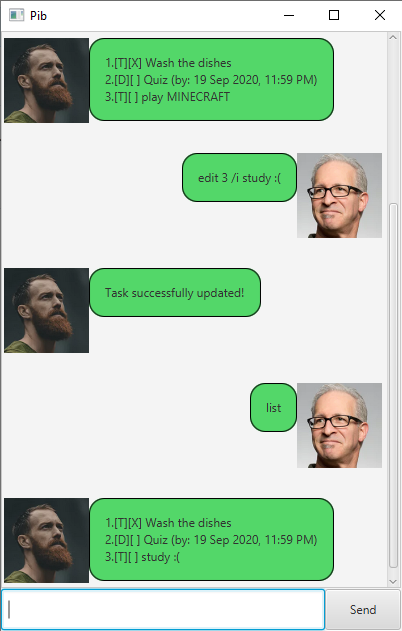 Pib
1.[T][X] Wash the dishes
2.[D][ ] Quiz (by: 19 Sep 2020, 11:59 PM)
3.[T][ ] play MINECRAFT
edit 3 /i study :(
Task successfully updated!
list
1.[T][X] Wash the dishes
2.[D][ ] Quiz (by: 19 Sep 2020, 11:59 PM)
3.[T][ ] study :(
Send